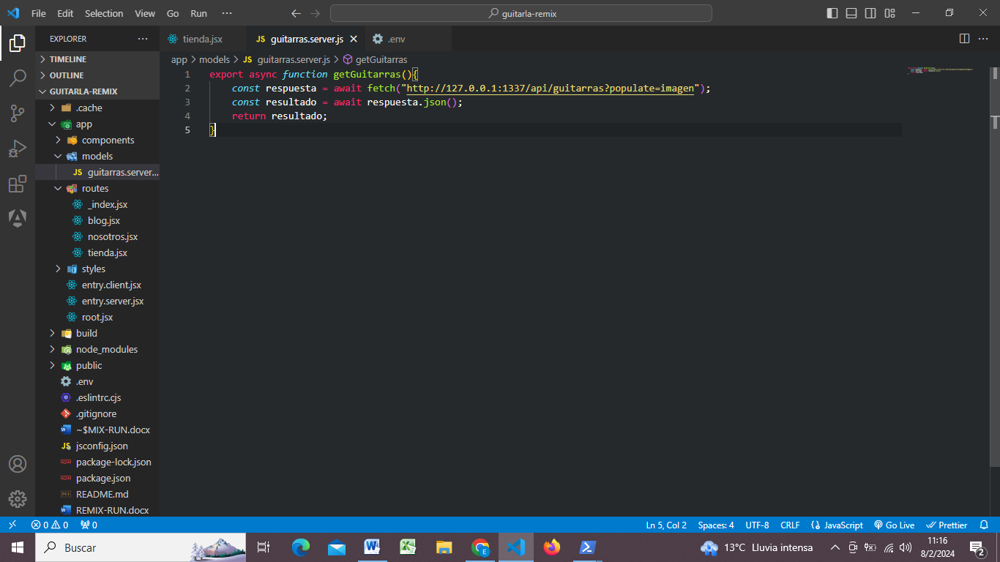 File Edit Selection View Go Run ···
guitarla-remix
EXPLORER ···
tienda.jsx
JS guitarras.server.js
.env
···
app > models > JS guitarras.server.js > getGuitarras
TIMELINE
OUTLINE
GUITARLA-REMIX
.cache
app
components
models
JS guitarras.server...
routes
_index.jsx
blog.jsx
nosotros.jsx
tienda.jsx
styles
entry.client.jsx
entry.server.jsx
root.jsx
build
node_modules
public
.env
.eslintrc.cjs
.gitignore
~$MIX-RUN.docx
JS jsconfig.json
package-lock.json
package.json
README.md
REMIX-RUN.docx
1 export async function getGuitarras(){
2 const respuesta = await fetch("http://127.0.0.1:1337/api/guitarras?populate=imagen");
3 const resultado = await respuesta.json();
4 return resultado;
5 }
0 0 0
Ln 5, Col 2 Spaces: 4 UTF-8 CRLF {} JavaScript Go Live Prettier
Buscar
13°C Lluvia intensa
11:16
8/2/2024
2